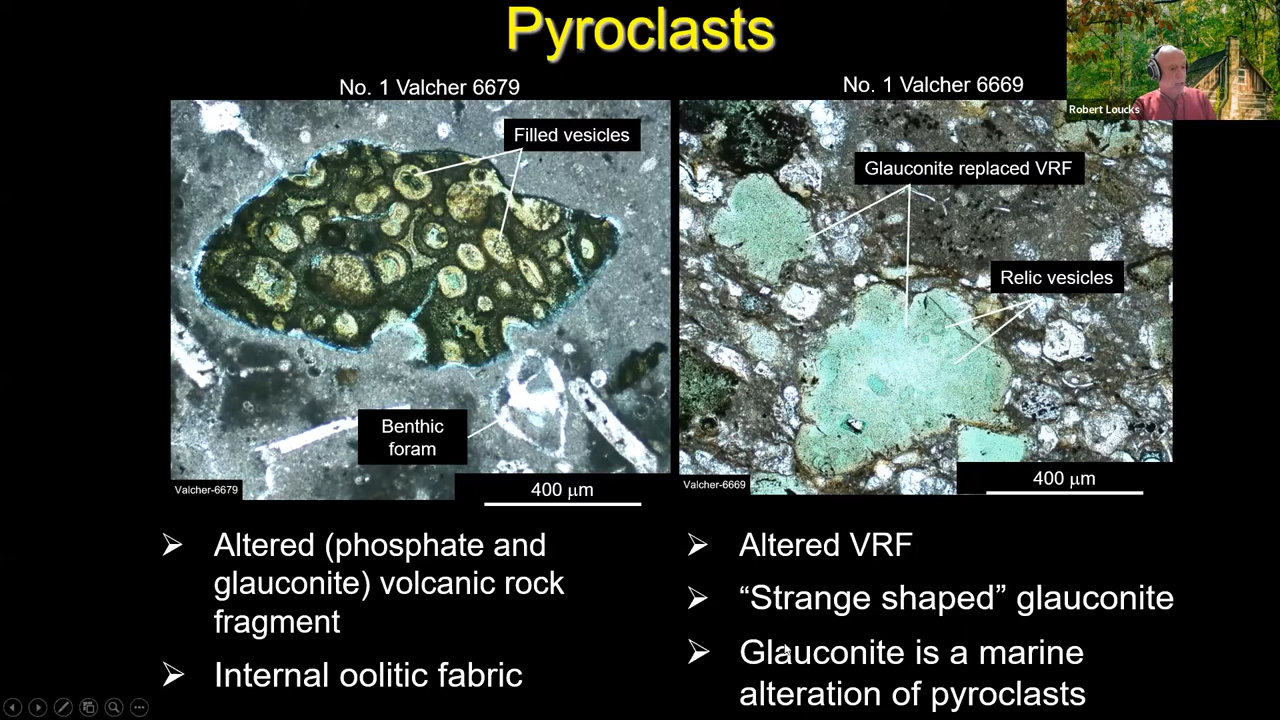 Pyroclasts
No. 1 Valcher 6679
Filled vesicles
Benthic
foram
Valcher-6679
400 μm
No. 1 Valcher 6669
Glauconite replaced VRF
Relic vesicles
Valcher-6669
400 μm
Robert Loucks
➢ Altered (phosphate and
glauconite) volcanic rock
fragment
➢ Internal oolitic fabric
➢ Altered VRF
➢ “Strange shaped” glauconite
➢ Glauconite is a marine
alteration of pyroclasts